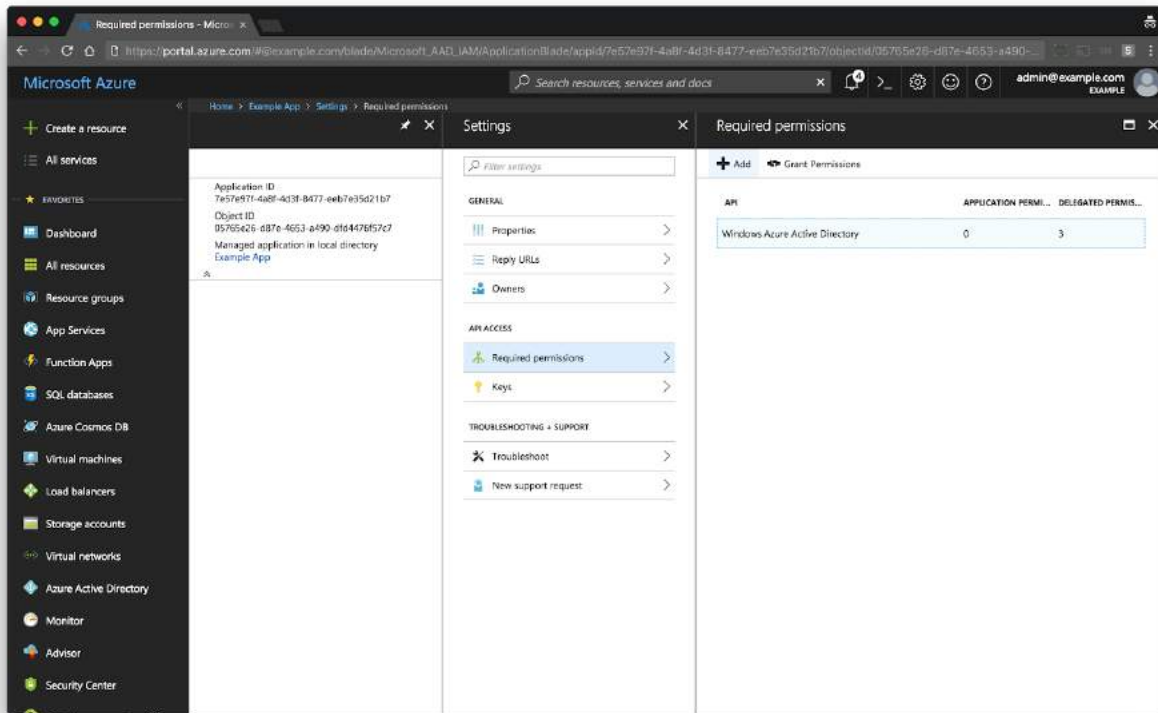 Required permissions - Micro
https://portal.azure.com/#@example.com/blade/Microsoft_AAD_IAM/ApplicationBlade/appId/7e57e97f-4a8f-4d3f-8477-eeb7e35d21b7/objectId/05765e26-d87e-4653-a490-...
S
Microsoft Azure
Search resources, services and docs
4
admin@example.com
EXAMPLE
Home > Example App > Settings > Required permissions
Create a resource
All services
FAVORITES
Dashboard
All resources
Resource groups
App Services
Function Apps
SQL databases
Azure Cosmos DB
Virtual machines
Load balancers
Storage accounts
Virtual networks
Azure Active Directory
Monitor
Advisor
Security Center
Application ID
7e57e97f-4a8f-4d3f-8477-eeb7e35d21b7
Object ID
05765e26-d87e-4653-a490-dfd4476f57c7
Managed application in local directory
Example App
Settings
Filter settings
GENERAL
Properties
Reply URLs
Owners
API ACCESS
Required permissions
Keys
TROUBLESHOOTING + SUPPORT
Troubleshoot
New support request
Required permissions
Add Grant Permissions
API APPLICATION PERMI... DELEGATED PERMIS...
Windows Azure Active Directory 0 3